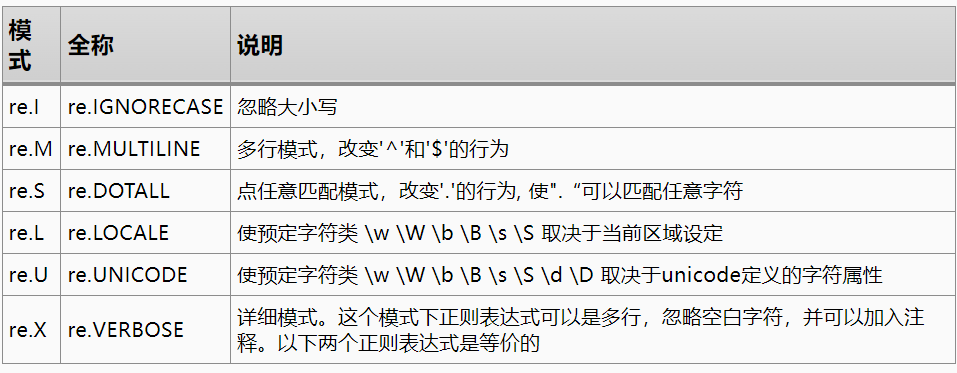 模式 全称 说明
re.I re.IGNORECASE 忽略大小写
re.M re.MULTILINE 多行模式，改变'^'和'$'的行为
re.S re.DOTALL 点任意匹配模式，改变'.'的行为, 使".“可以匹配任意字符
re.L re.LOCALE 使预定字符类 \w \W \b \B \s \S 取决于当前区域设定
re.U re.UNICODE 使预定字符类 \w \W \b \B \s \S \d \D 取决于unicode定义的字符属性
re.X re.VERBOSE 详细模式。这个模式下正则表达式可以是多行，忽略空白字符，并可以加入注
释。以下两个正则表达式是等价的